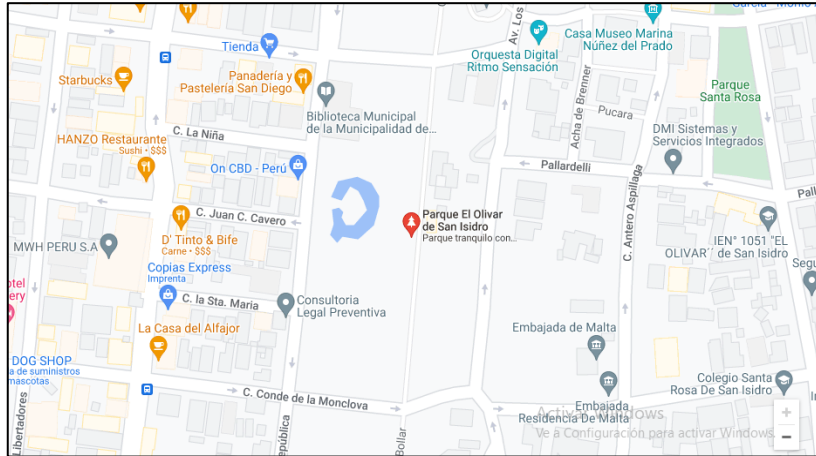 Tienda
Starbucks
Panadería y
Pastelería San Diego
Biblioteca Municipal
de la Municipalidad de...
C. La Niña
HANZO Restaurante
Sushi • $$$
On CBD - Perú
C. Juan C. Cavero
D' Tinto & Bife
Carne • $$$
MWH PERU S.A
Copias Express
Imprenta
C. la Sta. Maria
Consultoria
Legal Preventiva
La Casa del Alfajor
DOG SHOP
a de suministros
mascotas
Libertadores
C. Conde de la Monclova
epública
Bollar
Parque El Olivar
de San Isidro
Parque tranquilo con...
Av. Los
Orquesta Digital
Ritmo Sensación
Casa Museo Marina
Núñez del Prado
Acha de Brenner
Pucara
Parque
Santa Rosa
DMI Sistemas y
Servicios Integrados
Pallardelli
C. Antero Aspillaga
IEN° 1051 "EL
OLIVAR" de San Isidro
Segu
Embajada de Malta
Embajada
Residencia De Malta
Colegio Santa
Rosa De San Isidro
Activar Windows
Ve a Configuración para activar Windows.